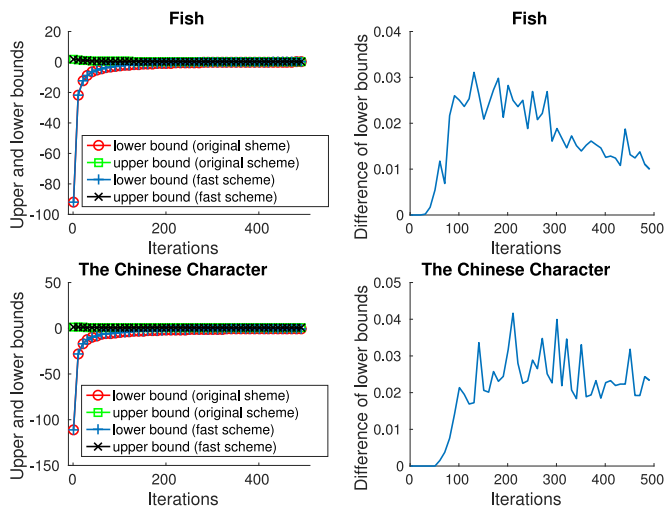 Fish
Upper and lower bounds
20
0
-20
-40
-60
-80
-100
lower bound (original sheme)
upper bound (original scheme)
lower bound (fast scheme)
upper bound (fast scheme)
0
200
400
Iterations
Fish
Difference of lower bounds
0.04
0.03
0.02
0.01
0
0
100
200
300
400
500
Iterations
The Chinese Character
Upper and lower bounds
50
0
-50
-100
-150
lower bound (original sheme)
upper bound (original scheme)
lower bound (fast scheme)
upper bound (fast scheme)
0
200
400
Iterations
The Chinese Character
Difference of lower bounds
0.05
0.04
0.03
0.02
0.01
0
0
100
200
300
400
500
Iterations